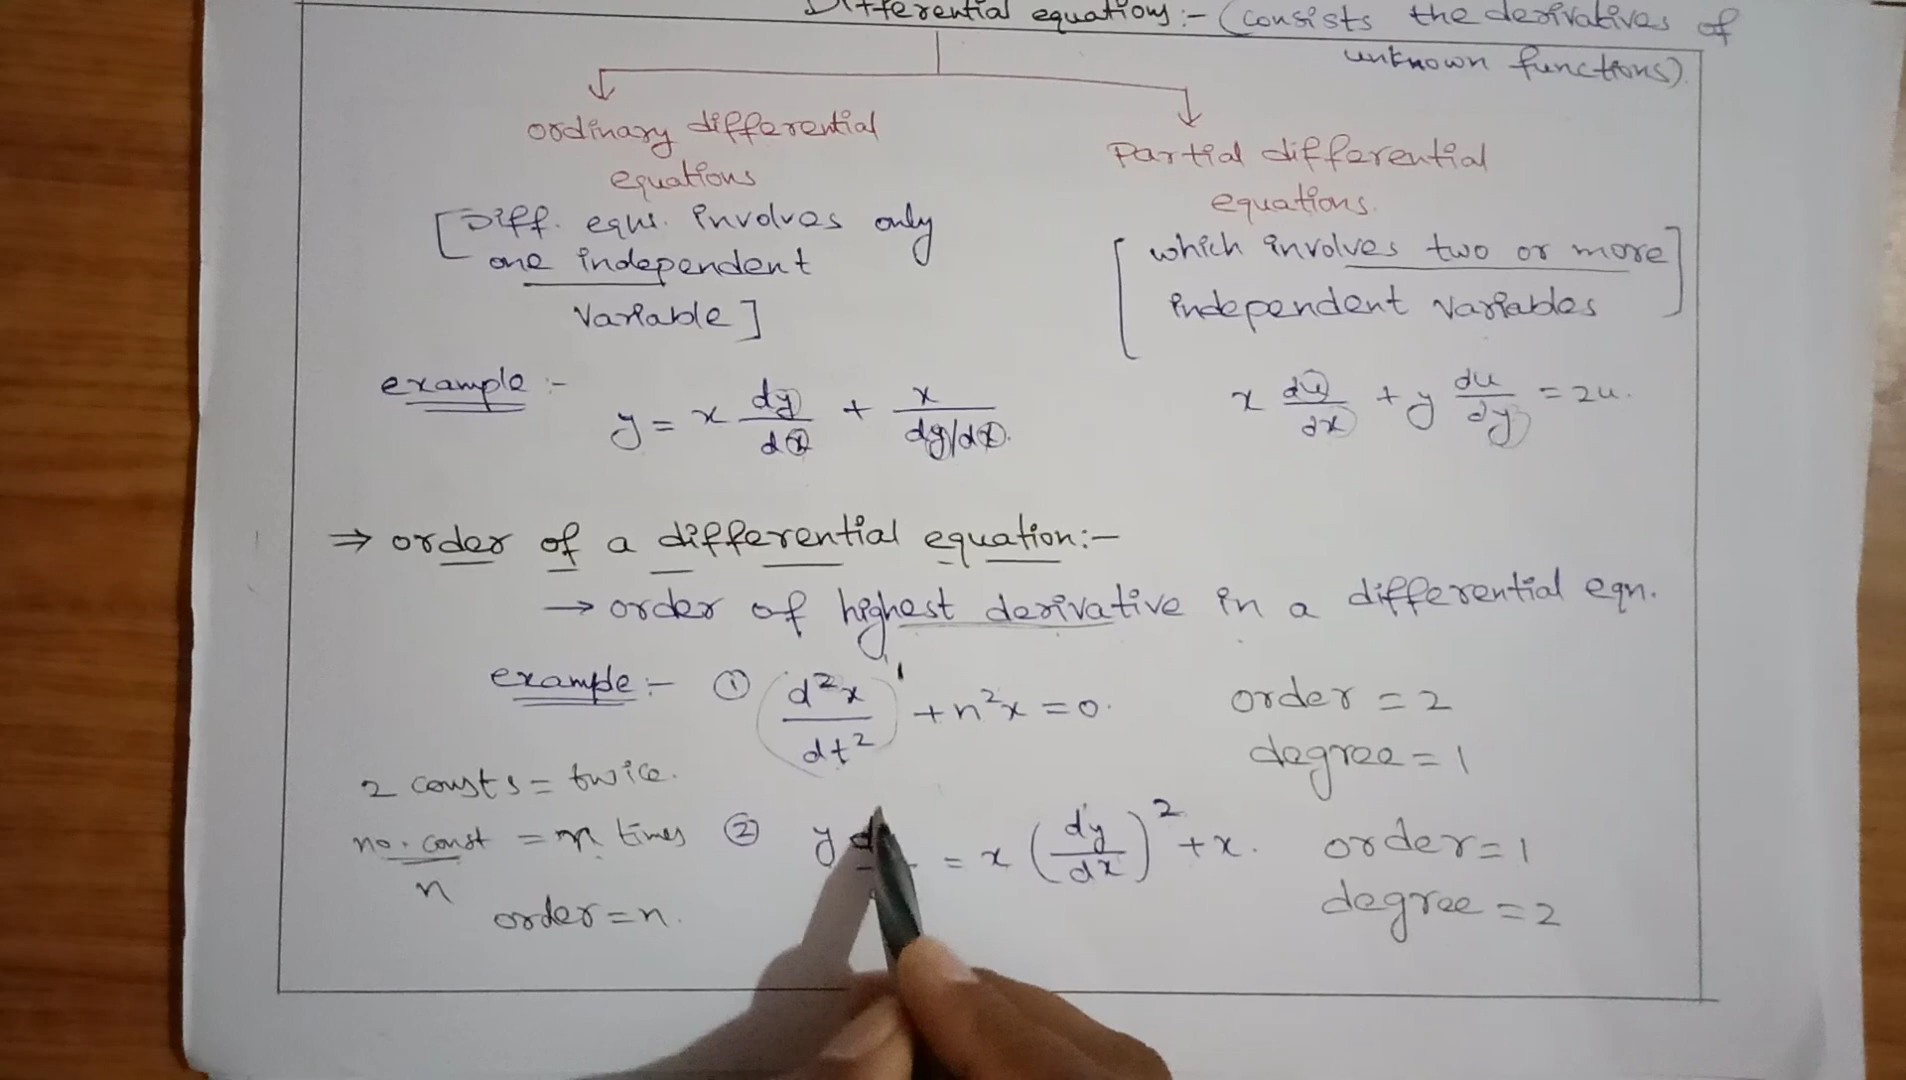 Differential equations :- (consists the derivatives of
unknown functions).
ordinary differential
equations
[Diff. eqns. involves only
one independent
variable]
Partial differential
equations.
[which involves two or more
independent variables]
example :- y = x dy/dx + x/(dy/dx).
x ∂u/∂x + y ∂u/∂y = 2u.
⇒ order of a differential equation:-
→ order of highest derivative in a differential eqn.
example :- ① (d²x/dt²)¹ + n²x = 0.
order = 2
degree = 1
2 consts = twice.
no. const = n times
n
order = n.
② y d = x (dy/dx)² + x.
order = 1
degree = 2